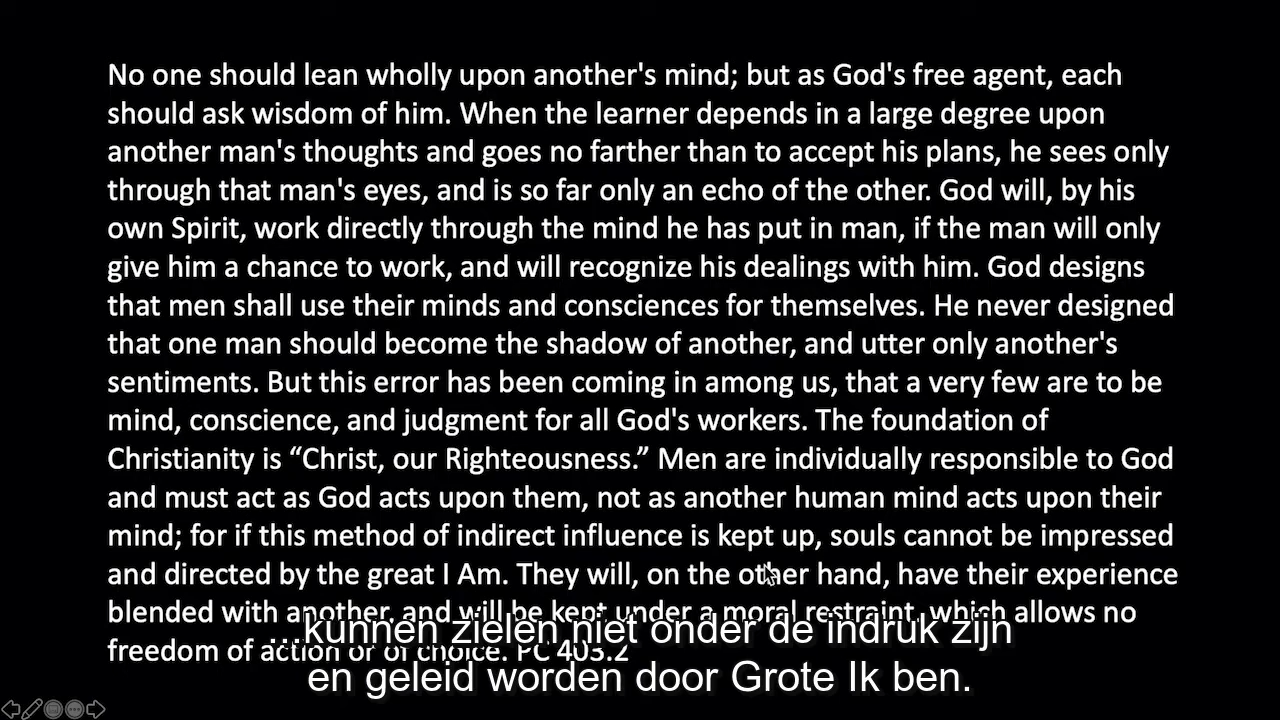 No one should lean wholly upon another's mind; but as God's free agent, each
should ask wisdom of him. When the learner depends in a large degree upon
another man's thoughts and goes no farther than to accept his plans, he sees only
through that man's eyes, and is so far only an echo of the other. God will, by his
own Spirit, work directly through the mind he has put in man, if the man will only
give him a chance to work, and will recognize his dealings with him. God designs
that men shall use their minds and consciences for themselves. He never designed
that one man should become the shadow of another, and utter only another's
sentiments. But this error has been coming in among us, that a very few are to be
mind, conscience, and judgment for all God's workers. The foundation of
Christianity is “Christ, our Righteousness.” Men are individually responsible to God
and must act as God acts upon them, not as another human mind acts upon their
mind; for if this method of indirect influence is kept up, souls cannot be impressed
and directed by the great I Am. They will, on the other hand, have their experience
blended with another, and will be kept under a moral restraint, which allows no
freedom of action or of choice. PC 403.2
...kunnen zielen niet onder de indruk zijn
en geleid worden door Grote Ik ben.